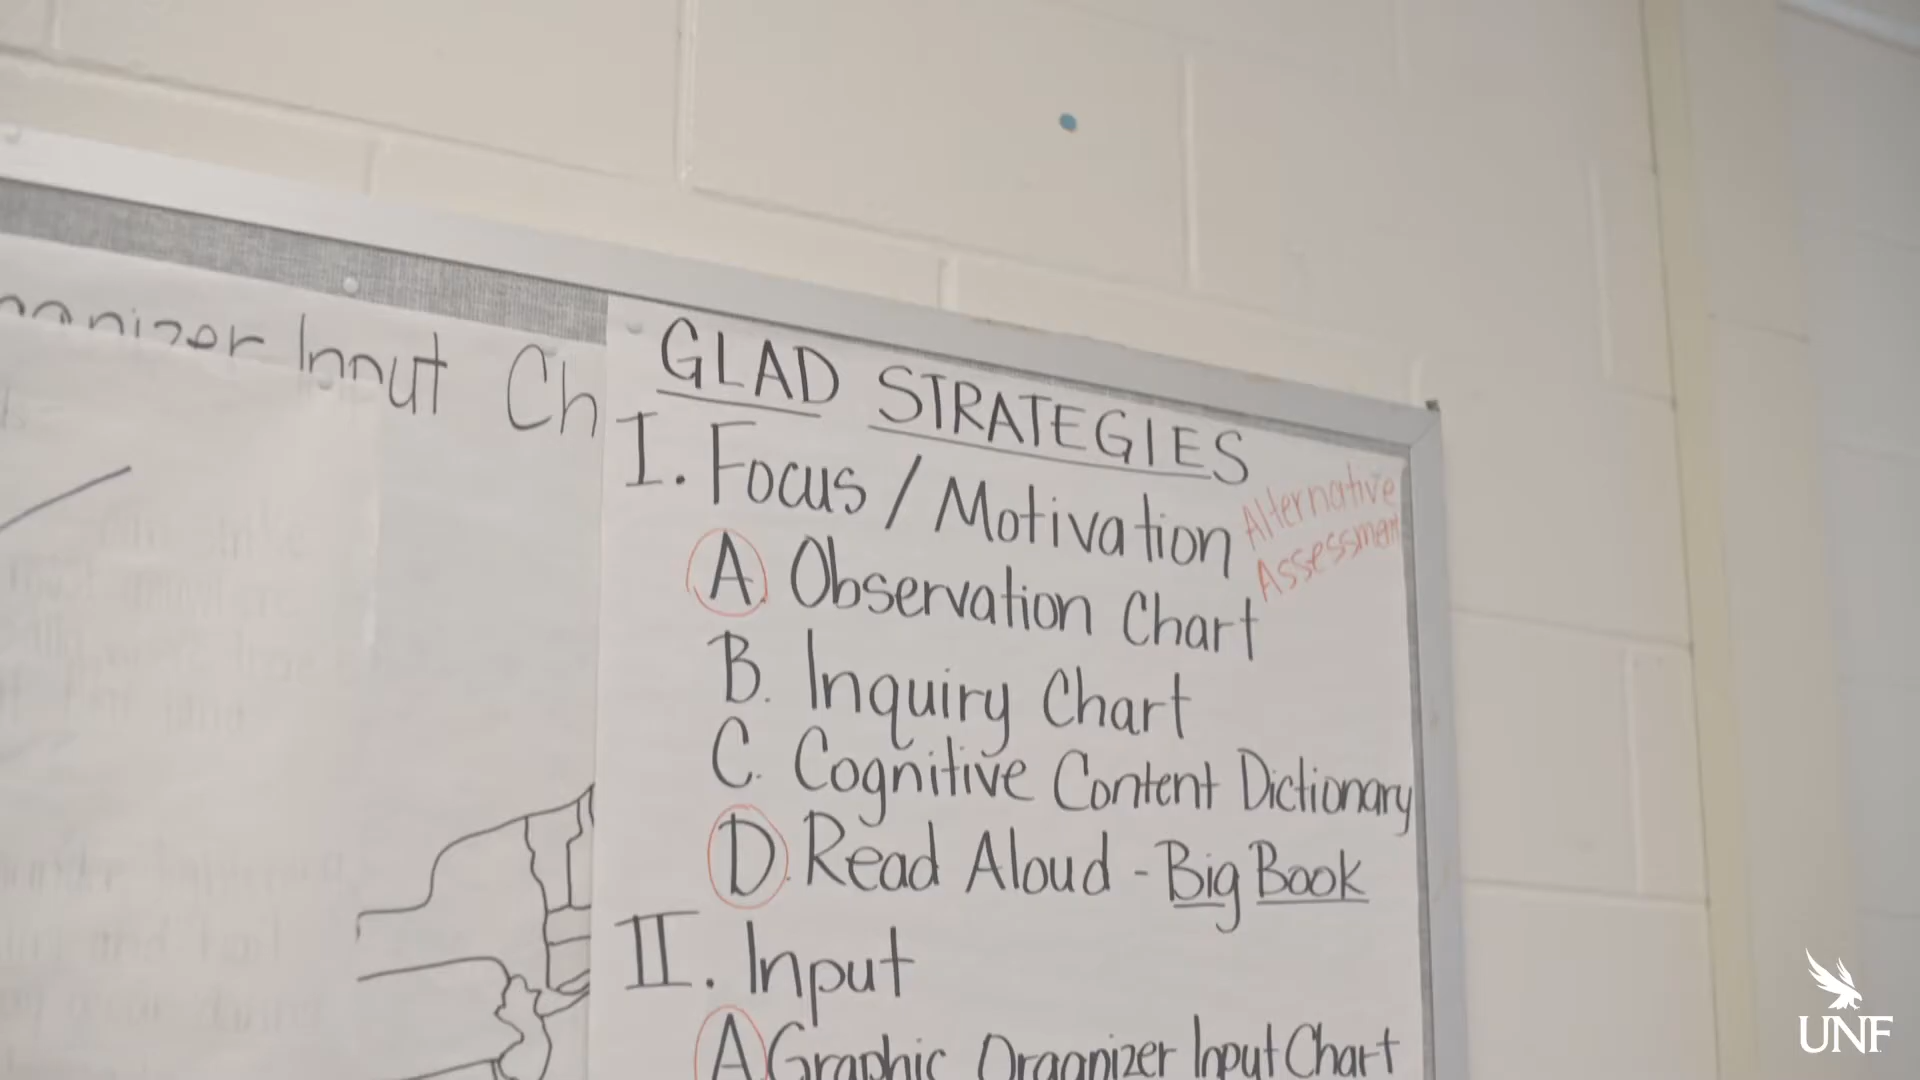 Input Ch
GLAD STRATEGIES
I. Focus / Motivation
Alternative
Assessment
A. Observation Chart
B. Inquiry Chart
C. Cognitive Content Dictionary
D. Read Aloud - Big Book
II. Input
A Graphic Organizer Input Chart
UNF